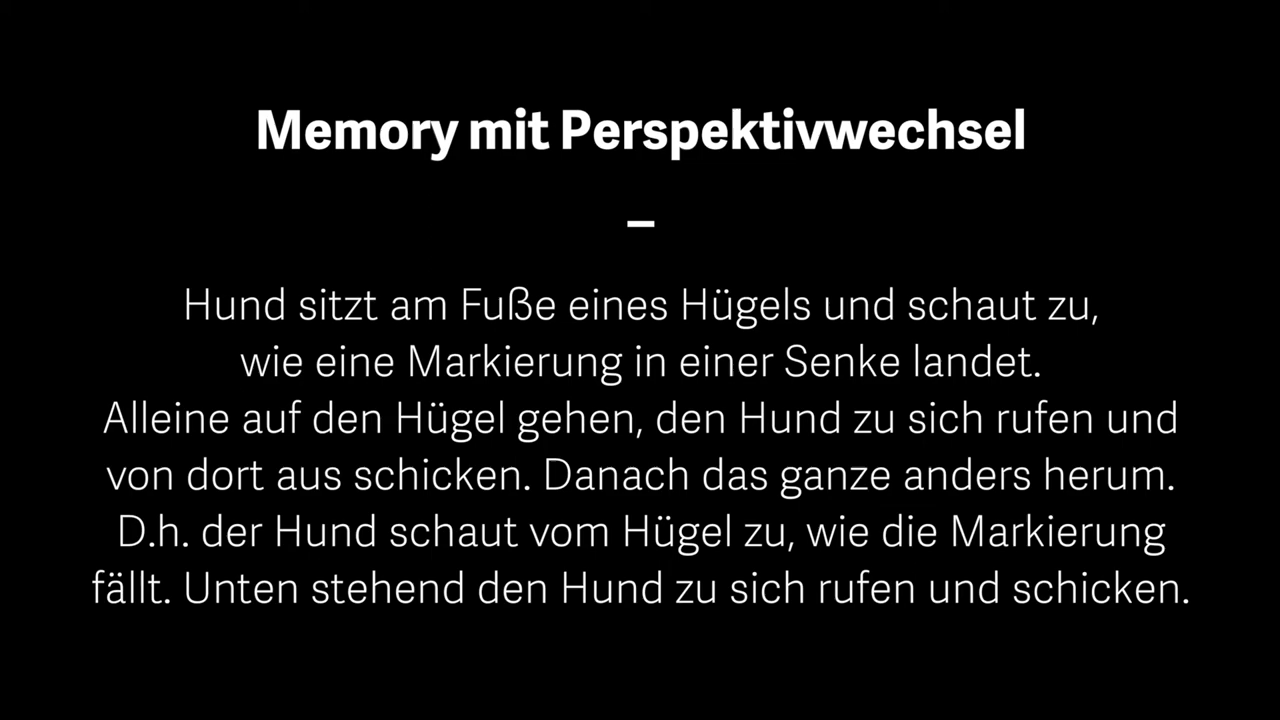 Memory mit Perspektivwechsel
–
Hund sitzt am Fuße eines Hügels und schaut zu,
wie eine Markierung in einer Senke landet.
Alleine auf den Hügel gehen, den Hund zu sich rufen und
von dort aus schicken. Danach das ganze anders herum.
D.h. der Hund schaut vom Hügel zu, wie die Markierung
fällt. Unten stehend den Hund zu sich rufen und schicken.